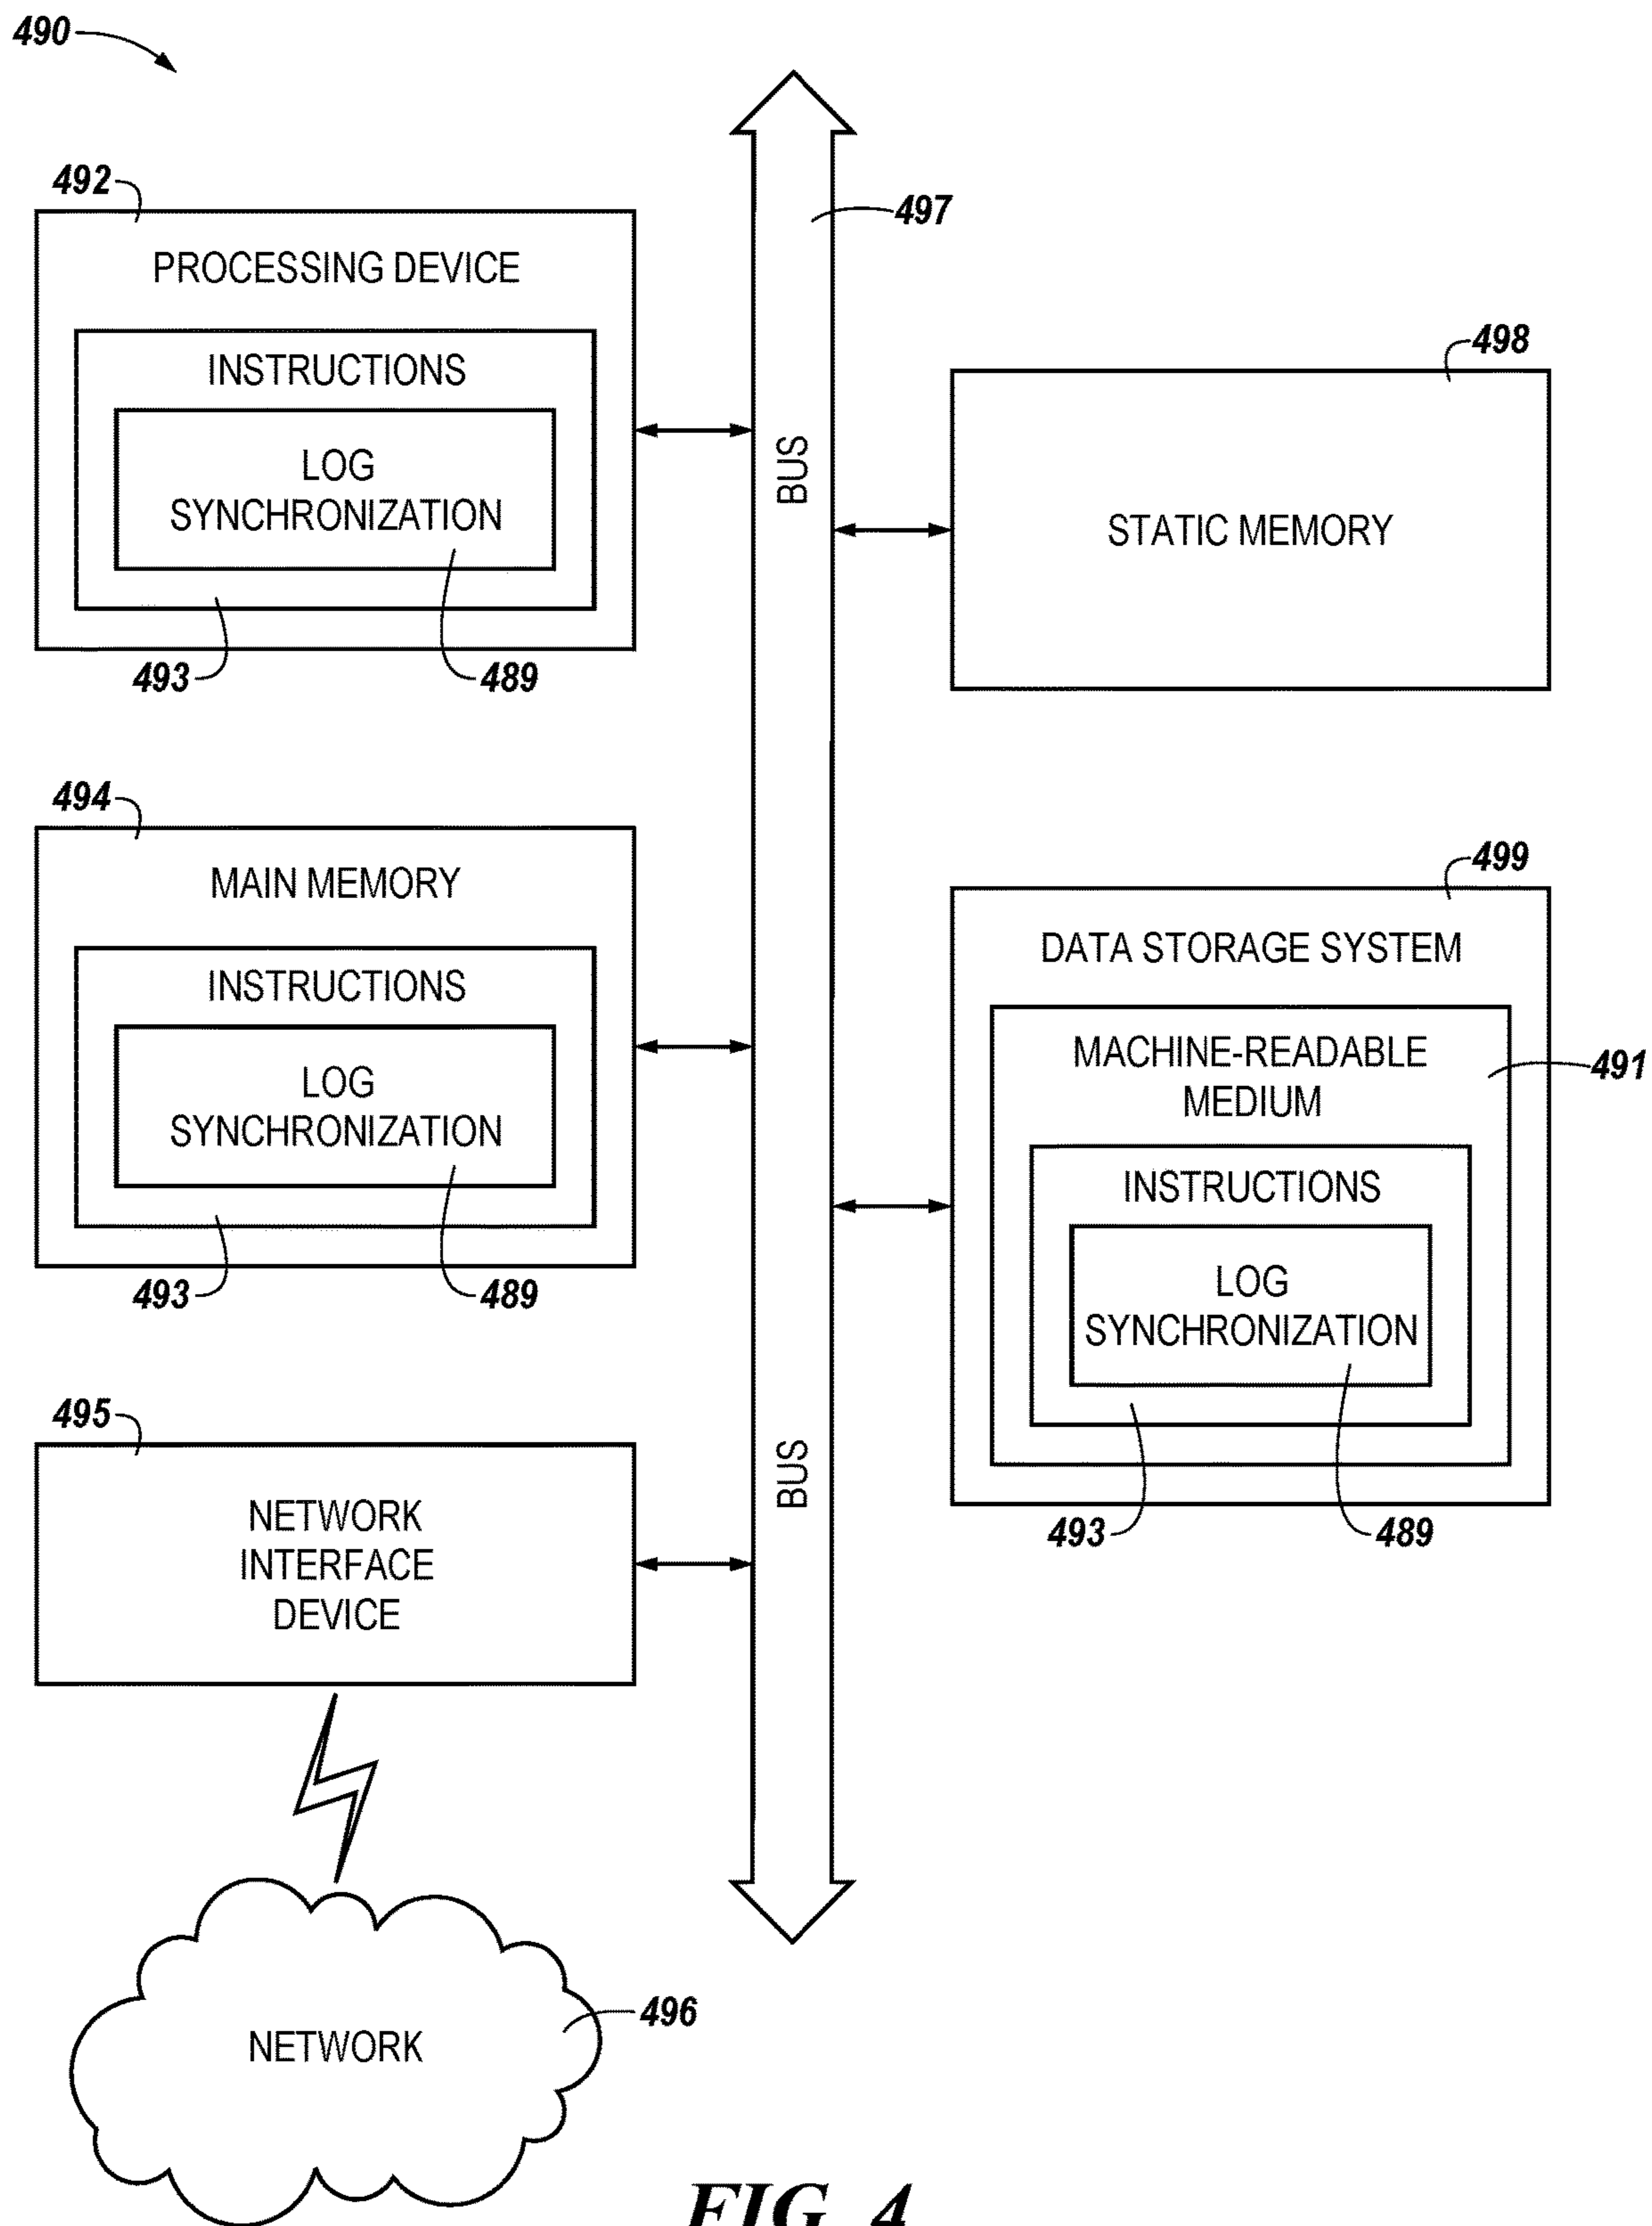 490
492
PROCESSING DEVICE
INSTRUCTIONS
LOG
SYNCHRONIZATION
493
489
497
BUS
498
STATIC MEMORY
494
MAIN MEMORY
INSTRUCTIONS
LOG
SYNCHRONIZATION
493
489
499
DATA STORAGE SYSTEM
MACHINE-READABLE
MEDIUM
491
INSTRUCTIONS
LOG
SYNCHRONIZATION
493
489
495
NETWORK
INTERFACE
DEVICE
BUS
NETWORK
496
FIG. 4